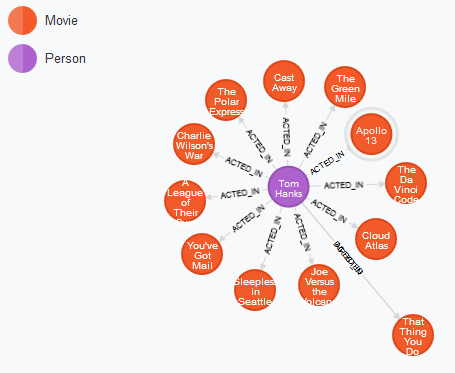 Movie
Person
Cast
Away
The
Green
Mile
The
Polar
Express
Apollo
13
Charlie
Wilson's
War
The
Da
Vinci
Code
Tom
Hanks
A
League
of
Their
Cloud
Atlas
You've
Got
Mail
Sleepless
in
Seattle
Joe
Versus
the
Volcano
That
Thing
You
Do
ACTED_IN
ACTED_IN
ACTED_IN
ACTED_IN
ACTED_IN
ACTED_IN
ACTED_IN
ACTED_IN
ACTED_IN
ACTED_IN
ACTED_IN